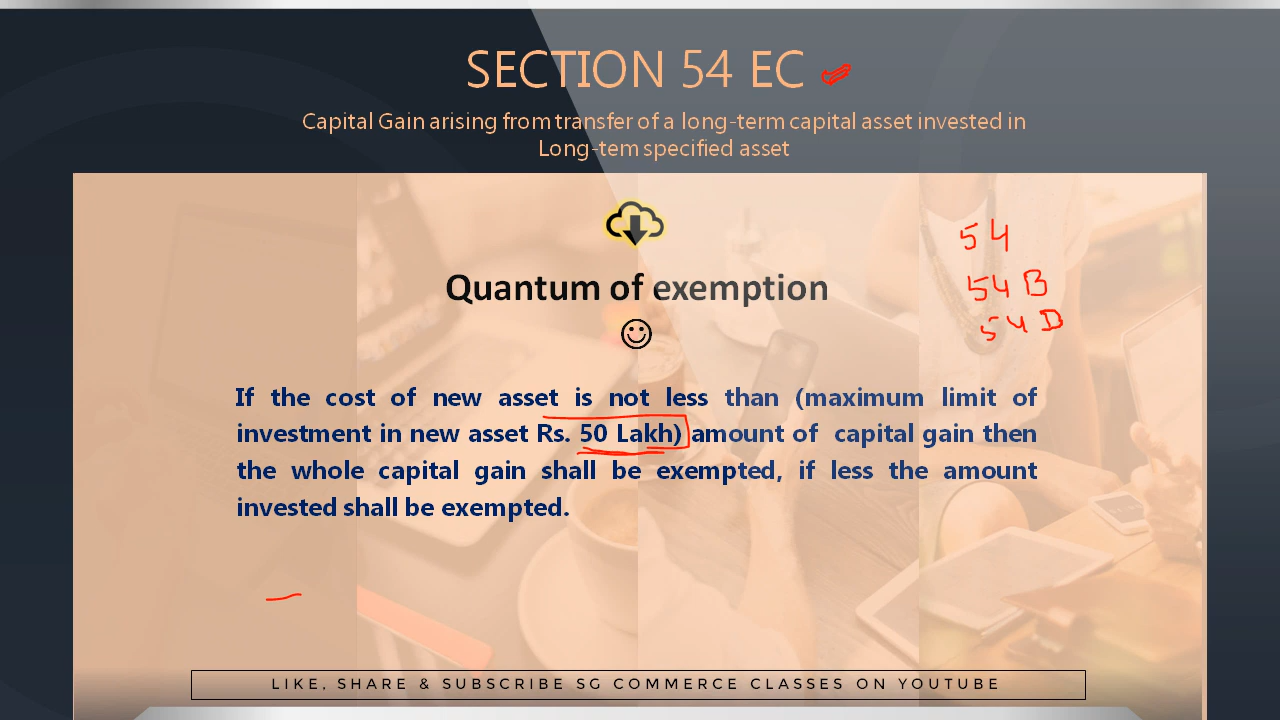 SECTION 54 EC
Capital Gain arising from transfer of a long-term capital asset invested in
Long-tem specified asset
54
54 B
54 D
Quantum of exemption
If the cost of new asset is not less than (maximum limit of
investment in new asset Rs. 50 Lakh) amount of capital gain then
the whole capital gain shall be exempted, if less the amount
invested shall be exempted.
LIKE, SHARE & SUBSCRIBE SG COMMERCE CLASSES ON YOUTUBE